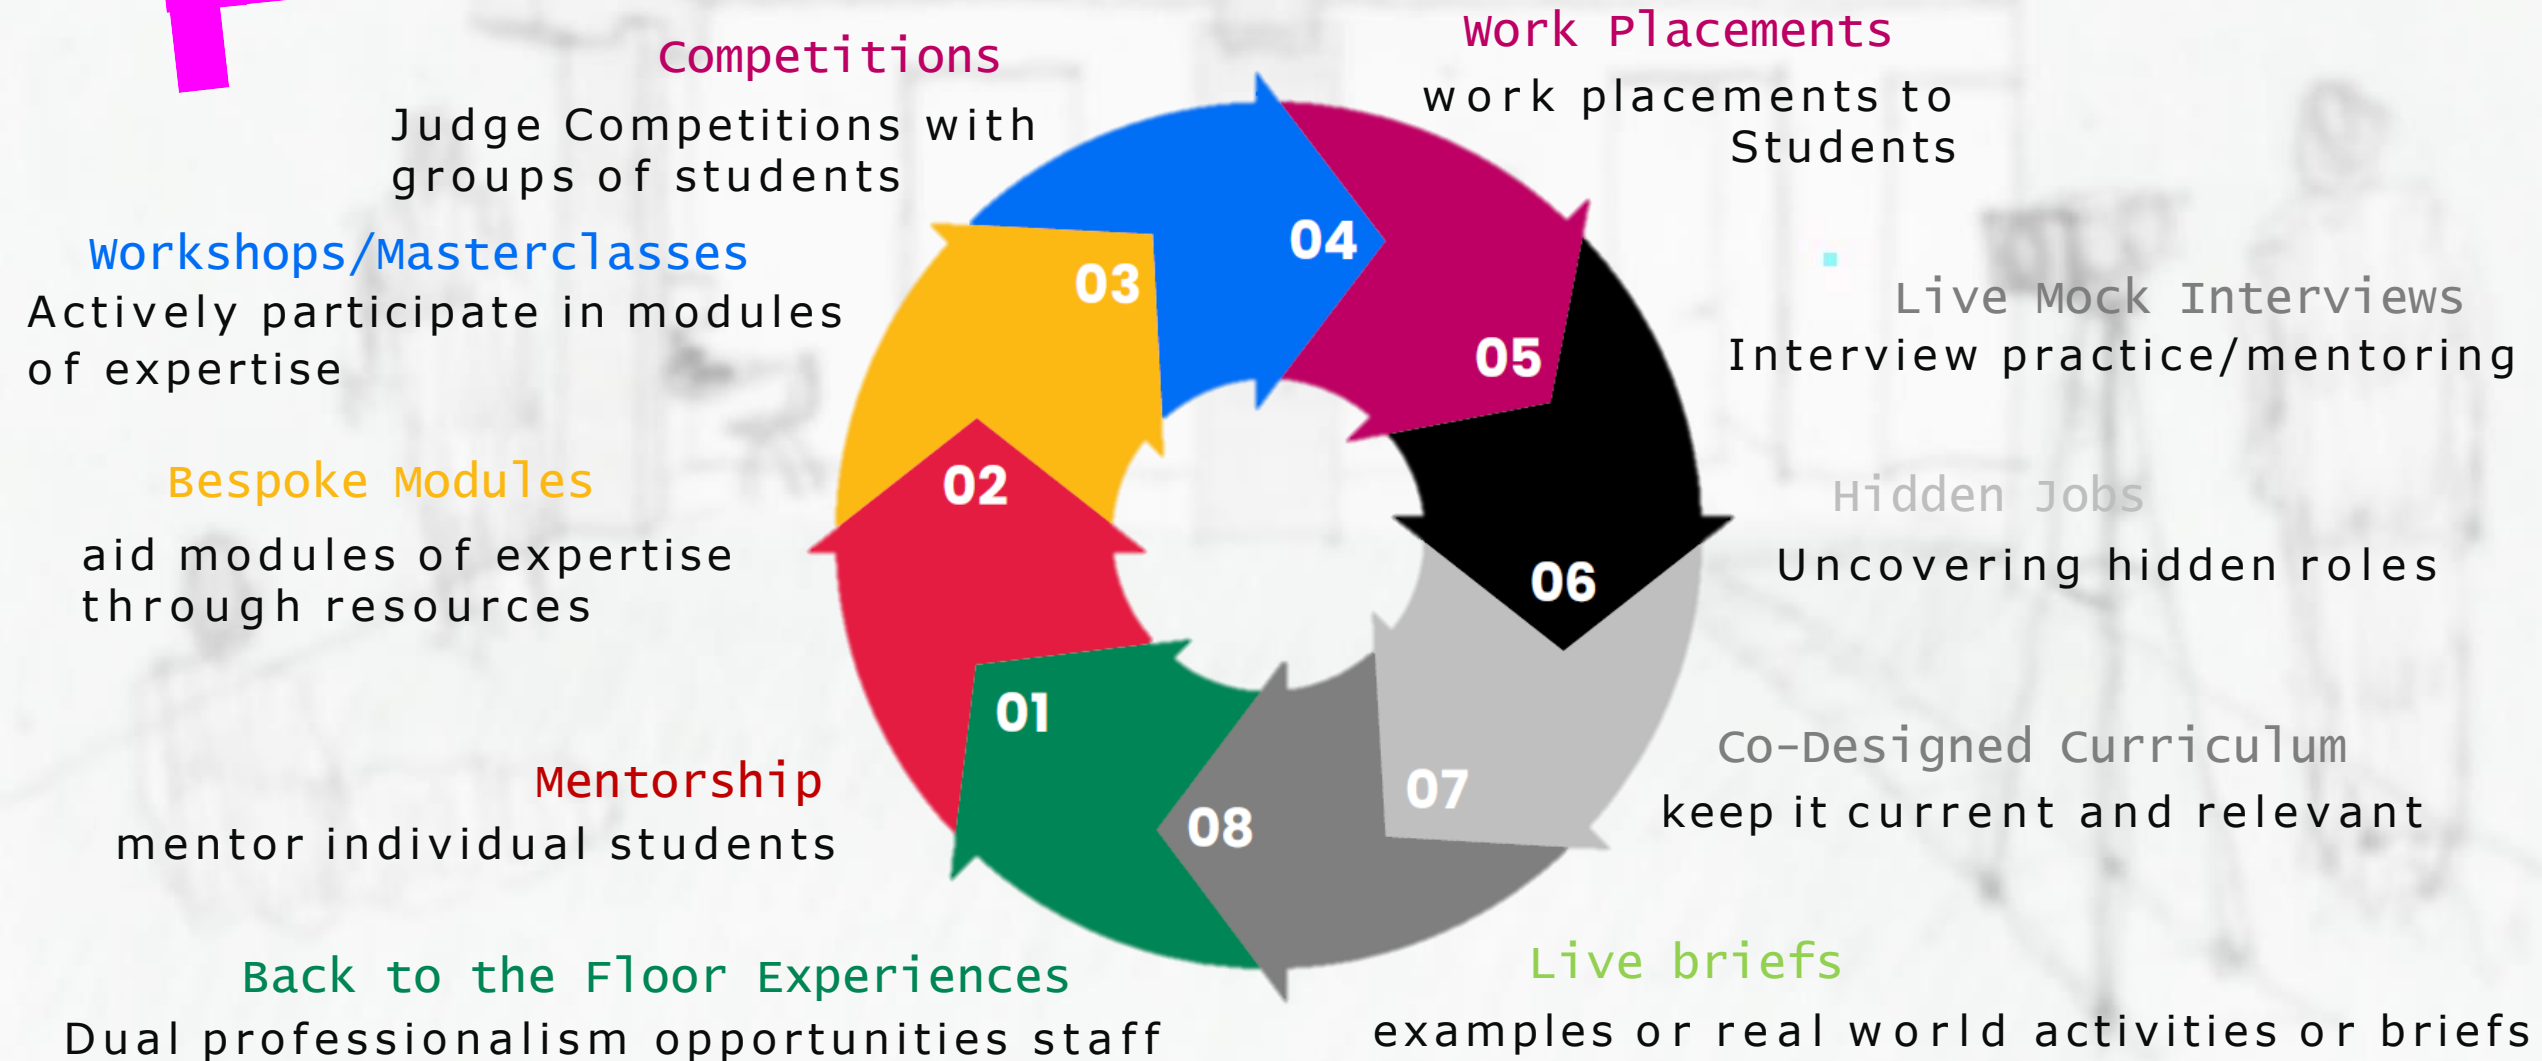 Competitions
Judge Competitions with
groups of students
Workshops/Masterclasses
Actively participate in modules
of expertise
Bespoke Modules
aid modules of expertise
through resources
Mentorship
mentor individual students
Back to the Floor Experiences
Dual professionalism opportunities staff
04
03
02
01
05
06
07
08
Work Placements
work placements to
Students
Live Mock Interviews
Interview practice/mentoring
Hidden Jobs
Uncovering hidden roles
Co-Designed Curriculum
keep it current and relevant
Live briefs
examples or real world activities or briefs